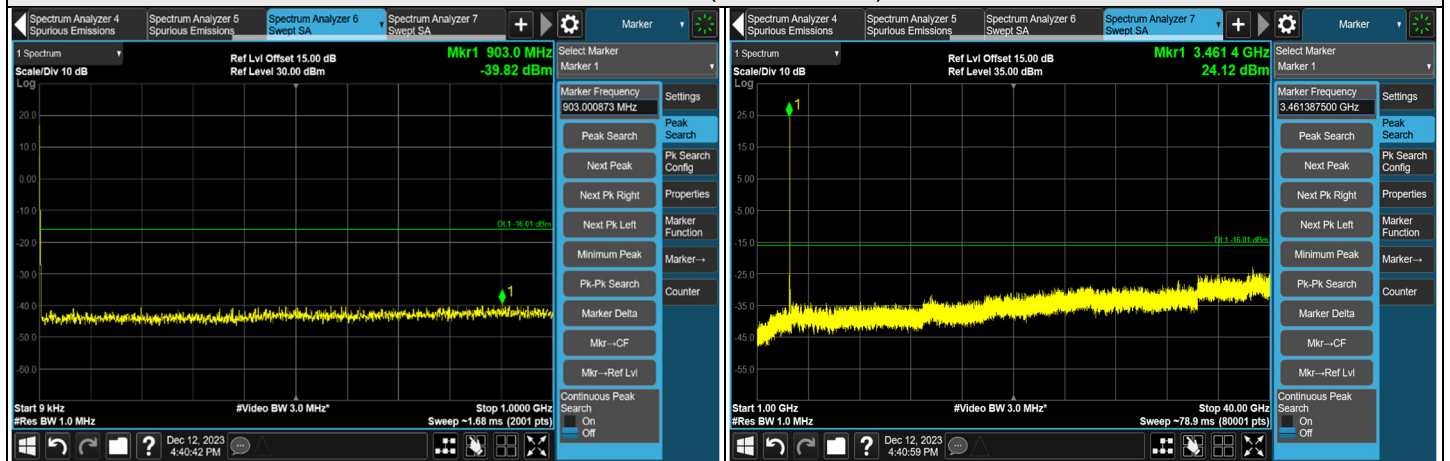 Spectrum Analyzer 4
Spurious Emissions
Spectrum Analyzer 5
Spurious Emissions
Spectrum Analyzer 6
Swept SA
Spectrum Analyzer 7
Swept SA
+
Marker
1 Spectrum
Scale/Div 10 dB
Log
Ref Lvl Offset 15.00 dB
Ref Level 30.00 dBm
Mkr1 903.0 MHz
-39.82 dBm
20.0
10.0
0.00
-10.0
-20.0
-30.0
-40.0
-50.0
-60.0
DL1 -16.01 dBm
1
Start 9 kHz
#Res BW 1.0 MHz
#Video BW 3.0 MHz*
Stop 1.0000 GHz
Sweep ~1.68 ms (2001 pts)
Select Marker
Marker 1
Marker Frequency
903.000873 MHz
Peak Search
Next Peak
Next Pk Right
Next Pk Left
Minimum Peak
Pk-Pk Search
Marker Delta
Mkr→CF
Mkr→Ref Lvl
Continuous Peak
Search
On
Off
Settings
Peak
Search
Pk Search
Config
Properties
Marker
Function
Marker→
Counter
?
Dec 12, 2023
4:40:42 PM
Spectrum Analyzer 4
Spurious Emissions
Spectrum Analyzer 5
Spurious Emissions
Spectrum Analyzer 6
Swept SA
Spectrum Analyzer 7
Swept SA
+
Marker
1 Spectrum
Scale/Div 10 dB
Log
Ref Lvl Offset 15.00 dB
Ref Level 35.00 dBm
Mkr1 3.461 4 GHz
24.12 dBm
25.0
15.0
5.00
-5.00
-15.0
-25.0
-35.0
-45.0
-55.0
DL1 -16.01 dBm
1
Start 1.00 GHz
#Res BW 1.0 MHz
#Video BW 3.0 MHz*
Stop 40.00 GHz
Sweep ~78.9 ms (80001 pts)
Select Marker
Marker 1
Marker Frequency
3.461387500 GHz
Peak Search
Next Peak
Next Pk Right
Next Pk Left
Minimum Peak
Pk-Pk Search
Marker Delta
Mkr→CF
Mkr→Ref Lvl
Continuous Peak
Search
On
Off
Settings
Peak
Search
Pk Search
Config
Properties
Marker
Function
Marker→
Counter
?
Dec 12, 2023
4:40:59 PM